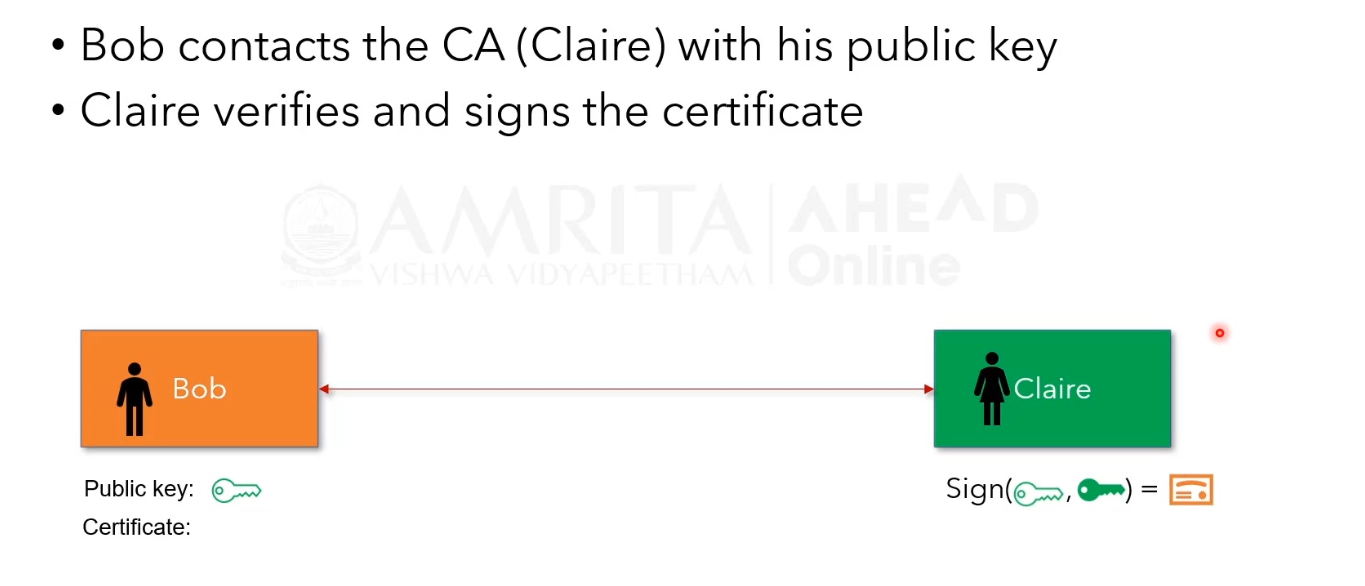 • Bob contacts the CA (Claire) with his public key
• Claire verifies and signs the certificate
AMRITA AHEAD
VISHWA VIDYAPEETHAM Online
Bob
Claire
Public key:
Sign( , ) =
Certificate: